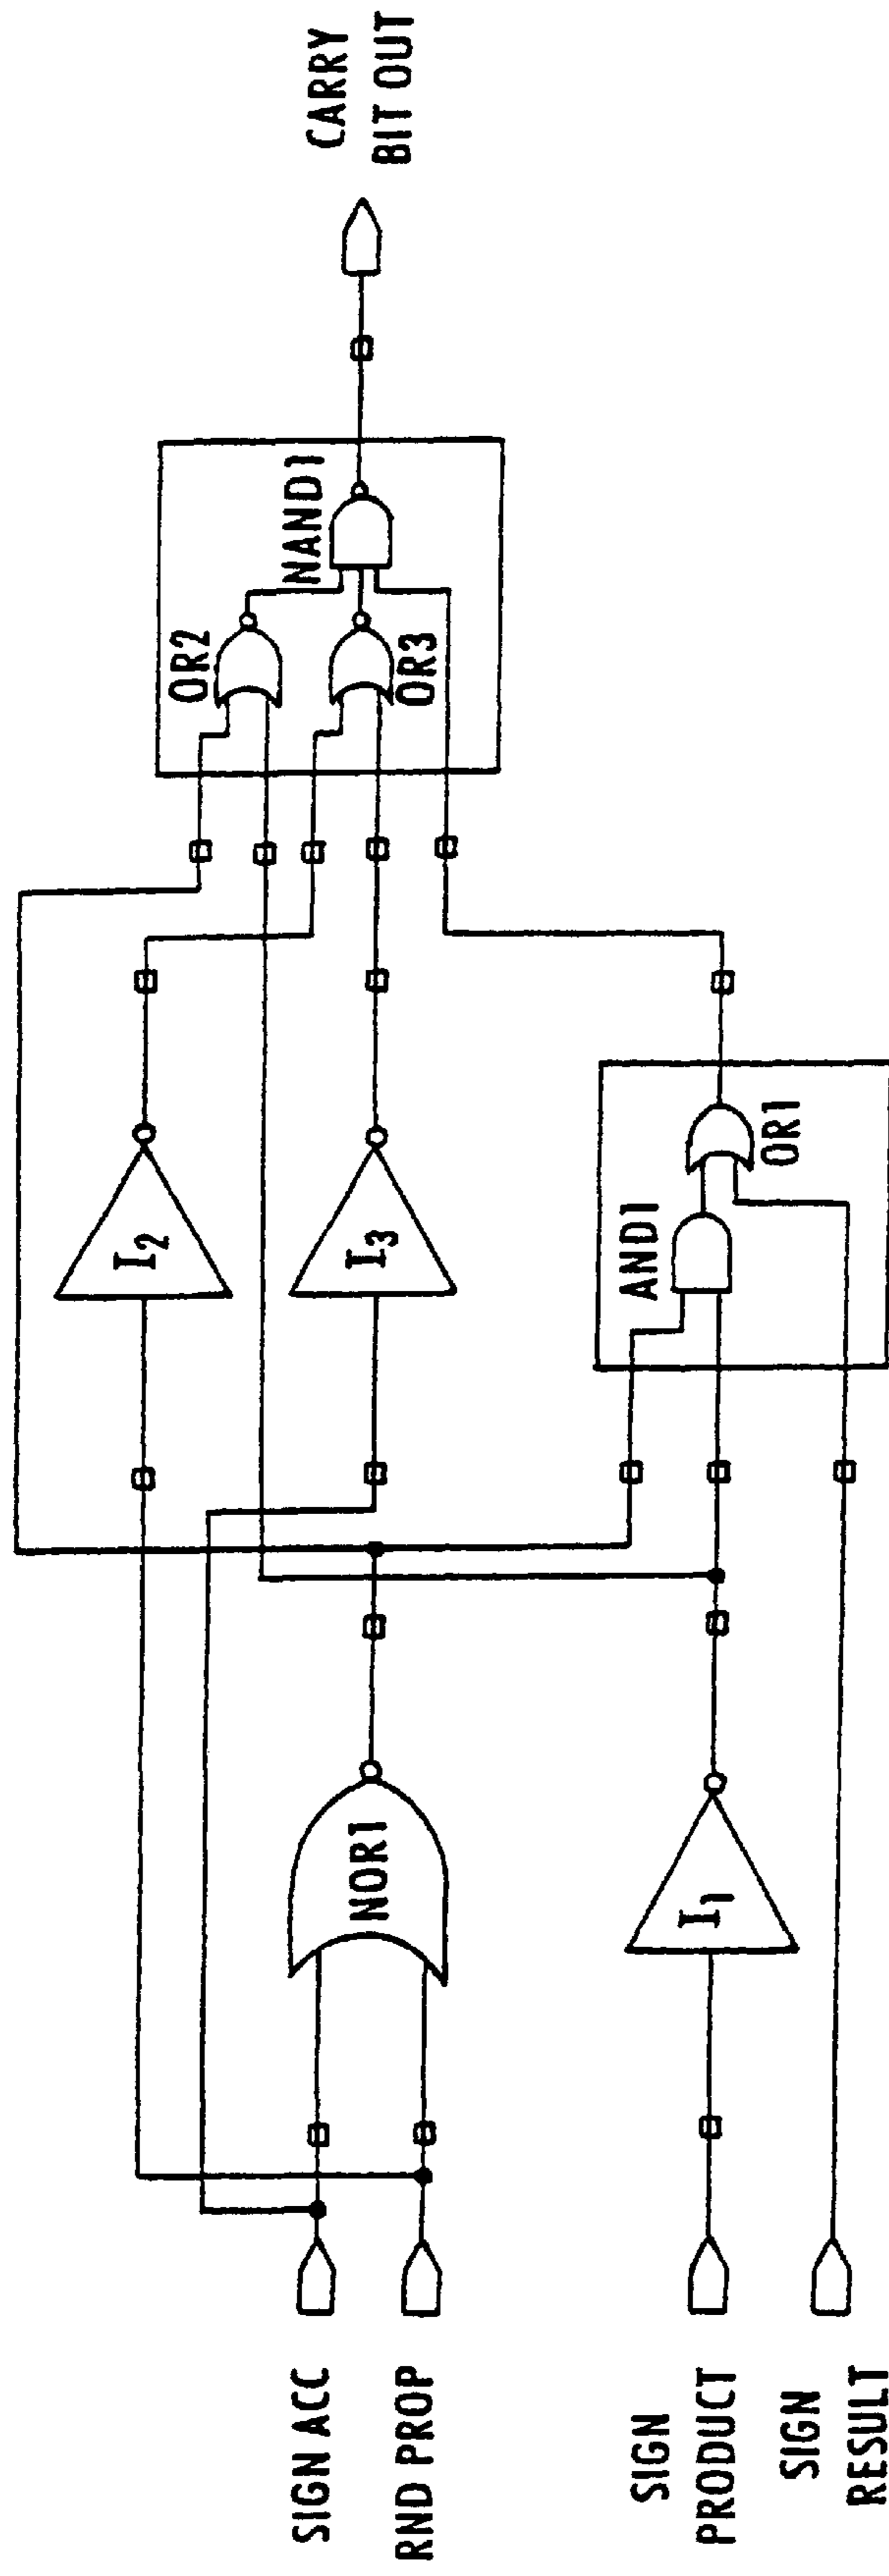 SIGN ACC
RND PROP
SIGN
PRODUCT
SIGN
RESULT
NOR1
I1
I2
I3
AND1
OR1
OR2
OR3
NAND1
CARRY
BIT OUT